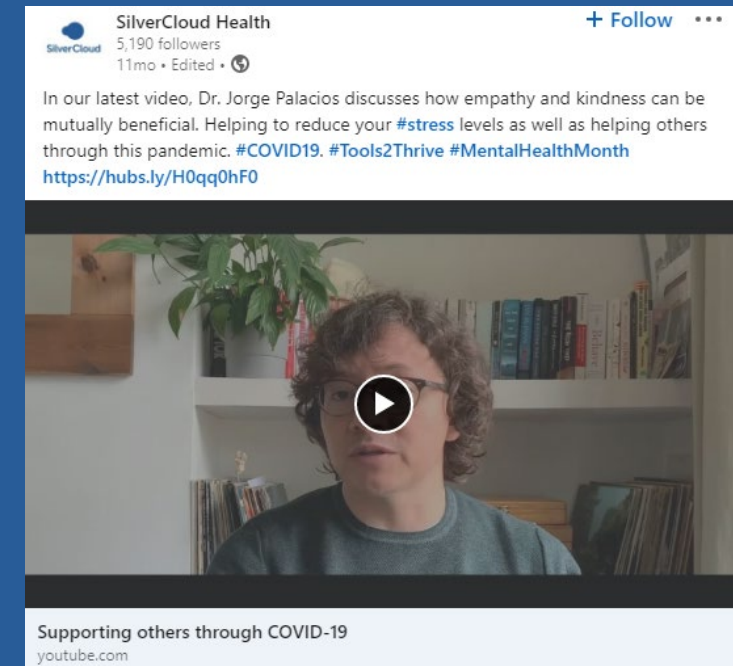 SilverCloud Health
+ Follow
5,190 followers
11mo • Edited •
SilverCloud
In our latest video, Dr. Jorge Palacios discusses how empathy and kindness can be
mutually beneficial. Helping to reduce your #stress levels as well as helping others
through this pandemic. #COVID19. #Tools2Thrive #MentalHealthMonth
https://hubs.ly/H0qq0hF0
Supporting others through COVID-19
youtube.com